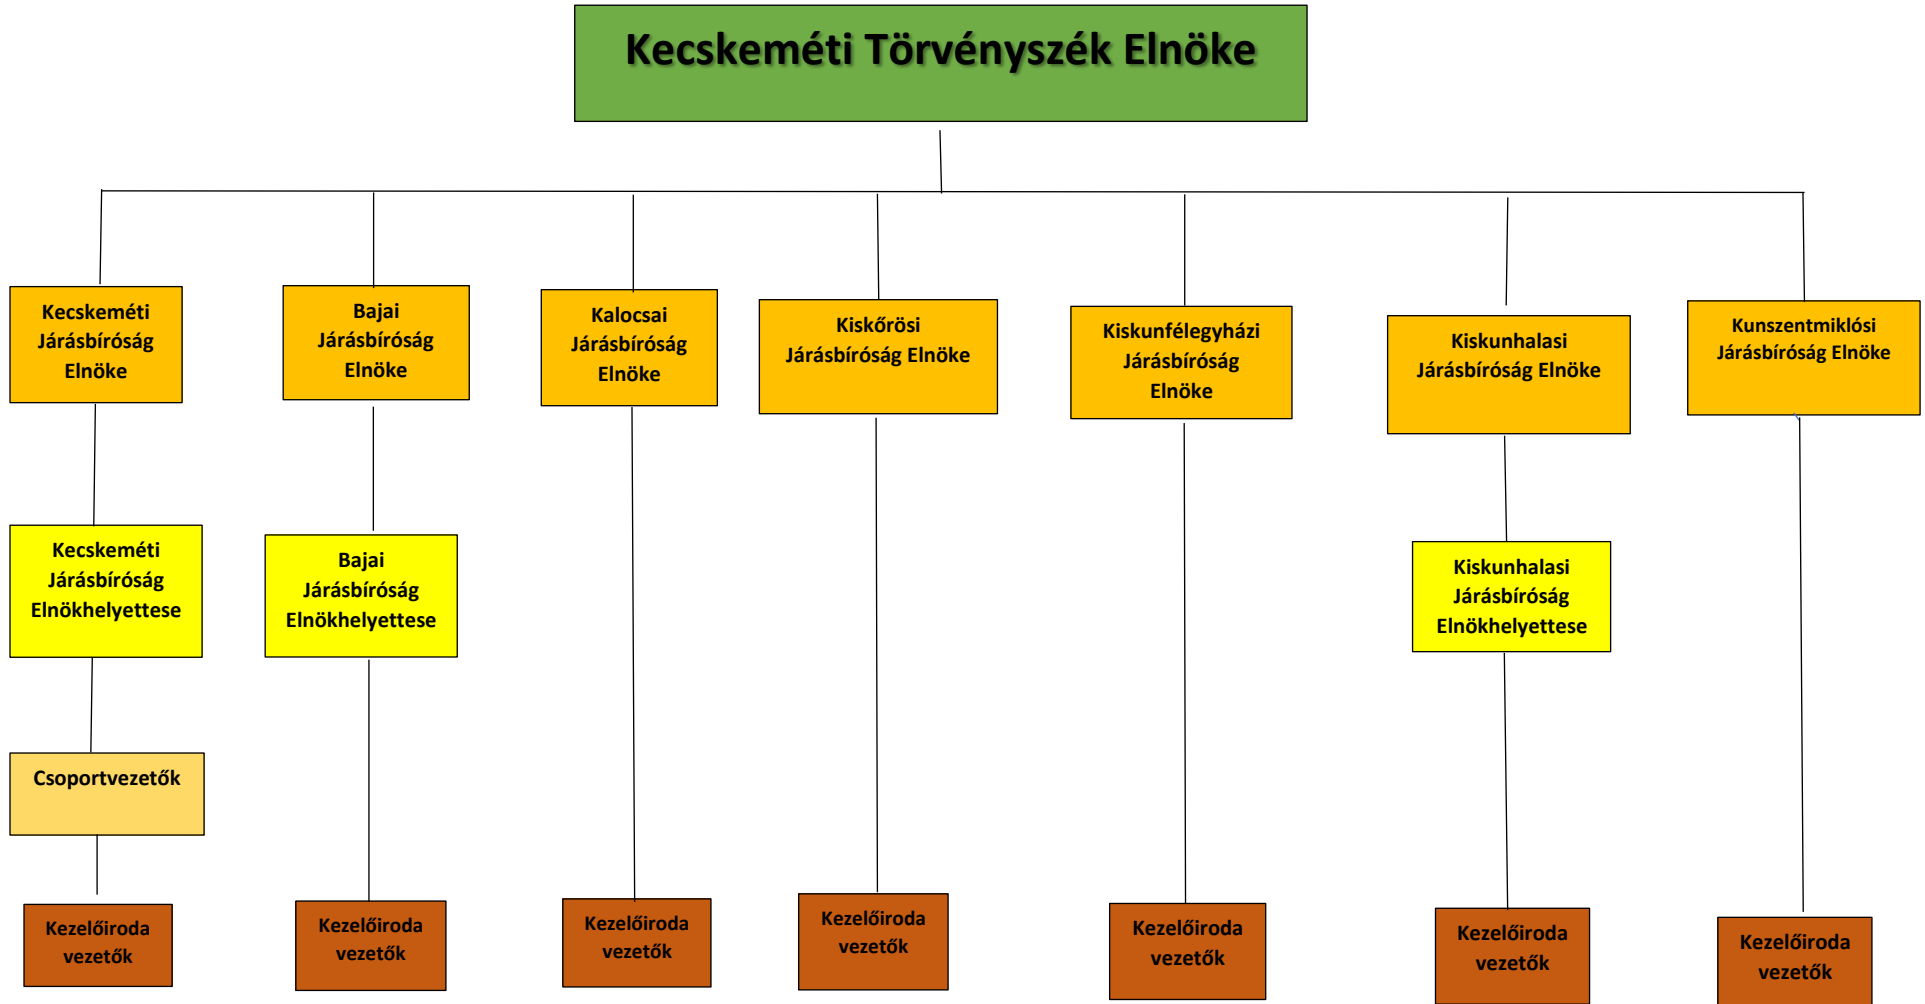 Kecskeméti Törvényszék Elnöke
Kecskeméti
Járásbíróság
Elnöke
Bajai
Járásbíróság
Elnöke
Kalocsai
Járásbíróság
Elnöke
Kiskőrösi
Járásbíróság Elnöke
Kiskunfélegyházi
Járásbíróság
Elnöke
Kiskunhalasi
Járásbíróság Elnöke
Kunszentmiklósi
Járásbíróság Elnöke
Kecskeméti
Járásbíróság
Elnökhelyettese
Bajai
Járásbíróság
Elnökhelyettese
Kiskunhalasi
Járásbíróság
Elnökhelyettese
Csoportvezetők
Kezelőiroda
vezetők
Kezelőiroda
vezetők
Kezelőiroda
vezetők
Kezelőiroda
vezetők
Kezelőiroda
vezetők
Kezelőiroda
vezetők
Kezelőiroda
vezetők